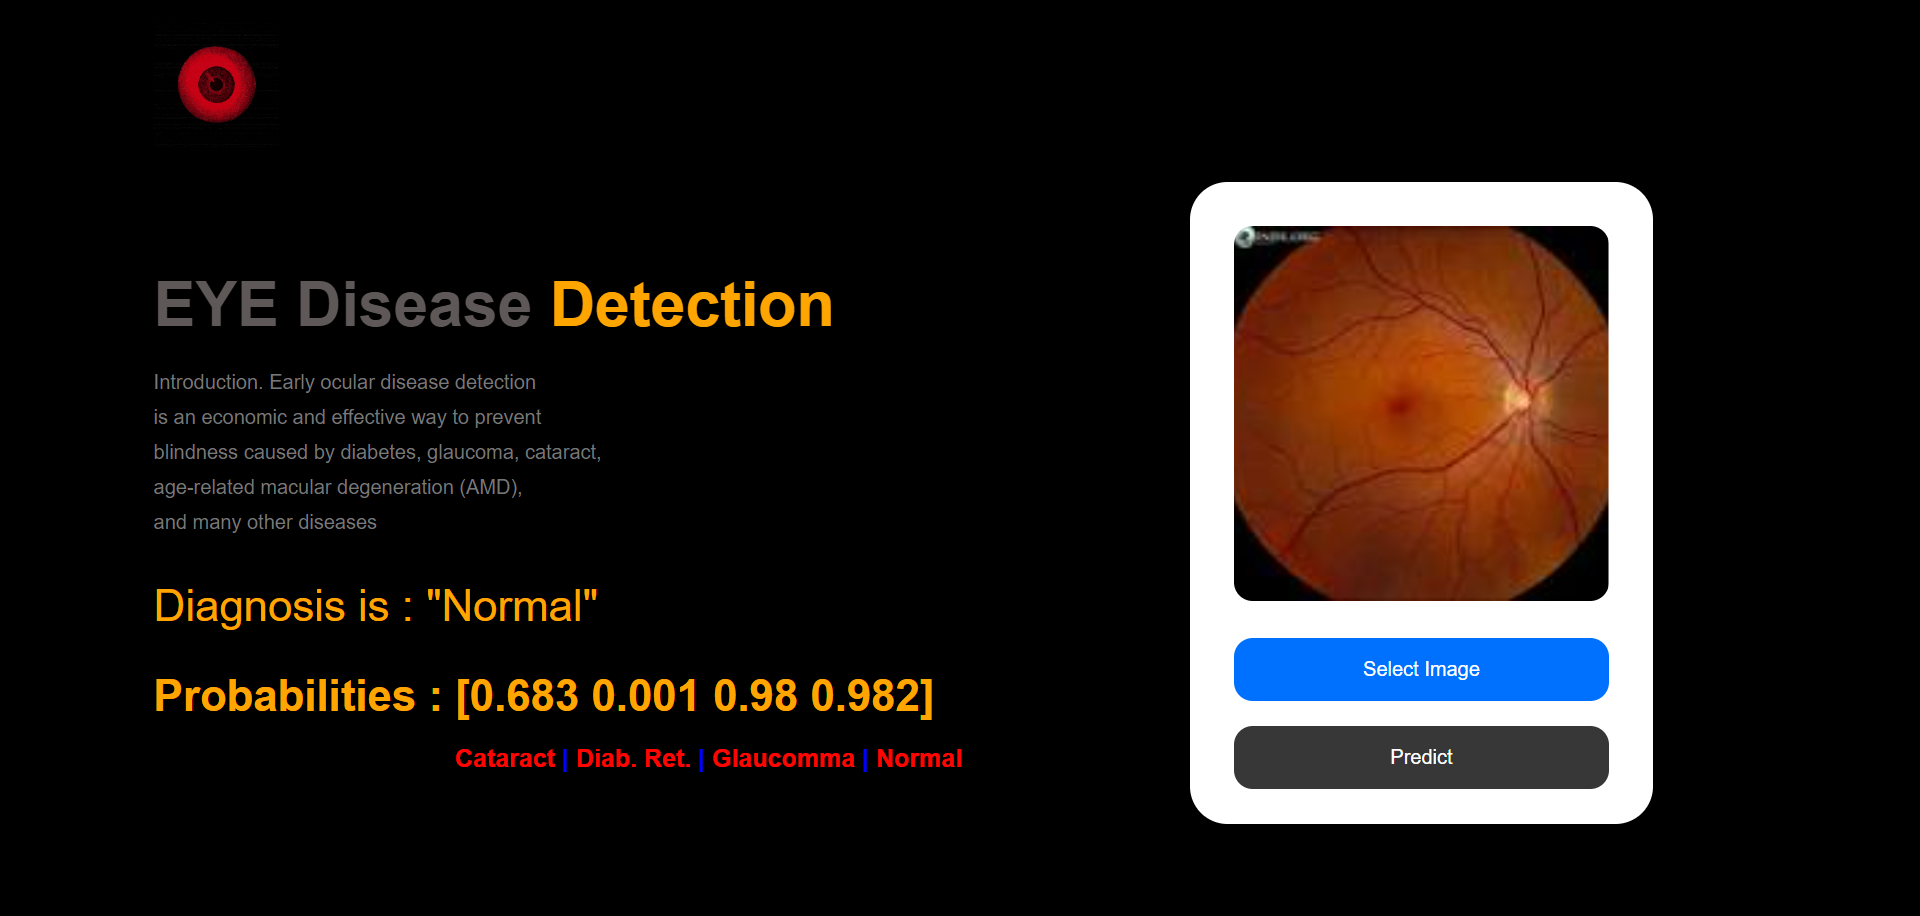 EYE Disease Detection
Introduction. Early ocular disease detection
is an economic and effective way to prevent
blindness caused by diabetes, glaucoma, cataract,
age-related macular degeneration (AMD),
and many other diseases
Diagnosis is : "Normal"
Probabilities : [0.683 0.001 0.98 0.982]
Cataract | Diab. Ret. | Glaucomma | Normal
Select Image
Predict